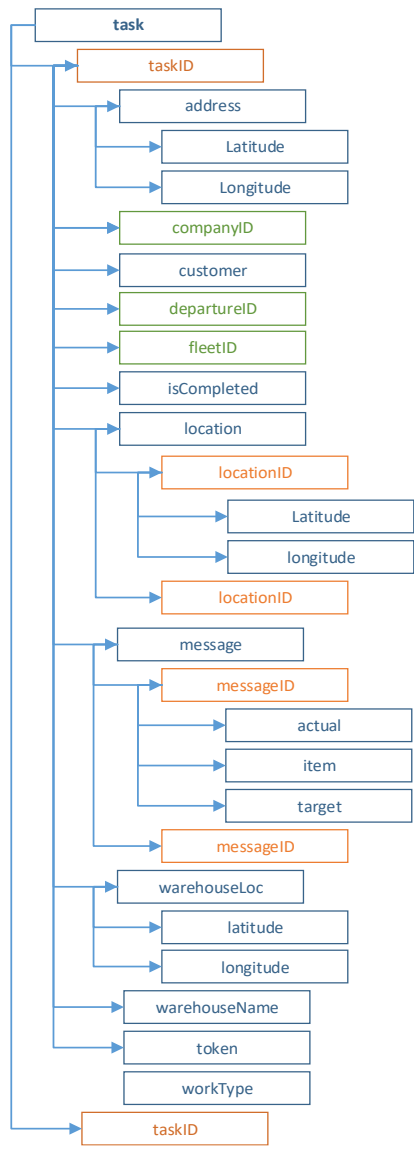 task
taskID
address
Latitude
Longitude
companyID
customer
departureID
fleetID
isCompleted
location
locationID
Latitude
longitude
locationID
message
messageID
actual
item
target
messageID
warehouseLoc
latitude
longitude
warehouseName
token
workType
taskID